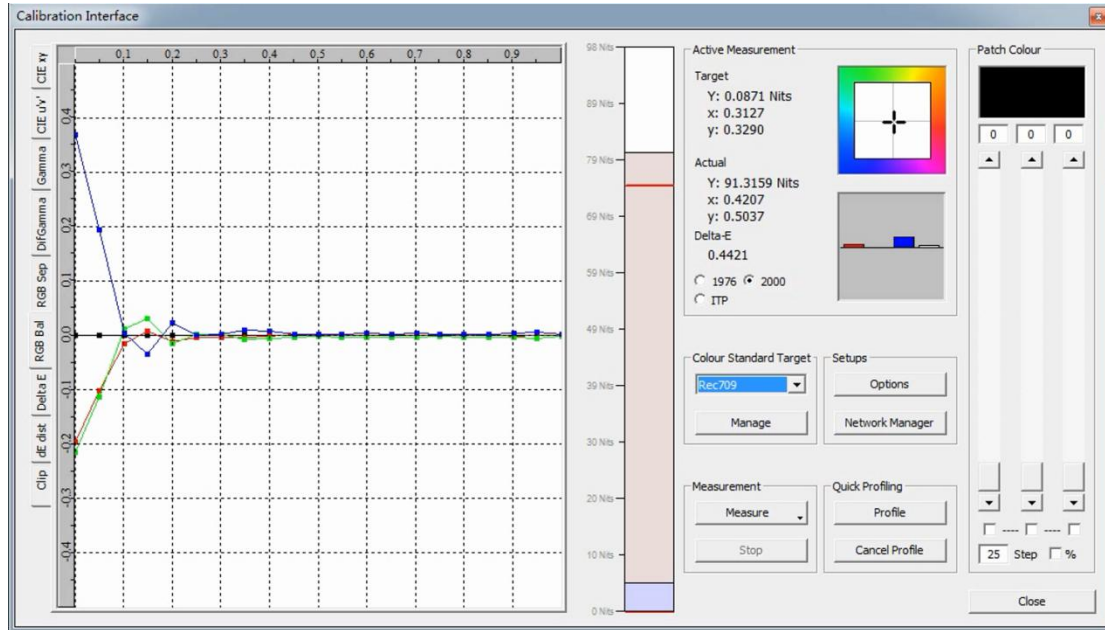 Calibration Interface
CIE xy
CIE u'v'
Gamma
DifGamma
RGB Sep
RGB Bal
Delta E
dE dist
Clip
0,1 0,2 0,3 0,4 0,5 0,6 0,7 0,8 0,9
0,4
0,3
0,2
0,1
0,0
-0,1
-0,2
-0,3
-0,4
98 Nits
89 Nits
79 Nits
69 Nits
59 Nits
49 Nits
39 Nits
30 Nits
20 Nits
10 Nits
0 Nits
Active Measurement
Target
Y: 0.0871 Nits
x: 0.3127
y: 0.3290
Actual
Y: 91.3159 Nits
x: 0.4207
y: 0.5037
Delta-E
0.4421
1976 2000
ITP
Colour Standard Target
Rec709
Manage
Setups
Options
Network Manager
Measurement
Measure
Stop
Quick Profiling
Profile
Cancel Profile
Patch Colour
0 0 0
---- ----
25 Step %
Close